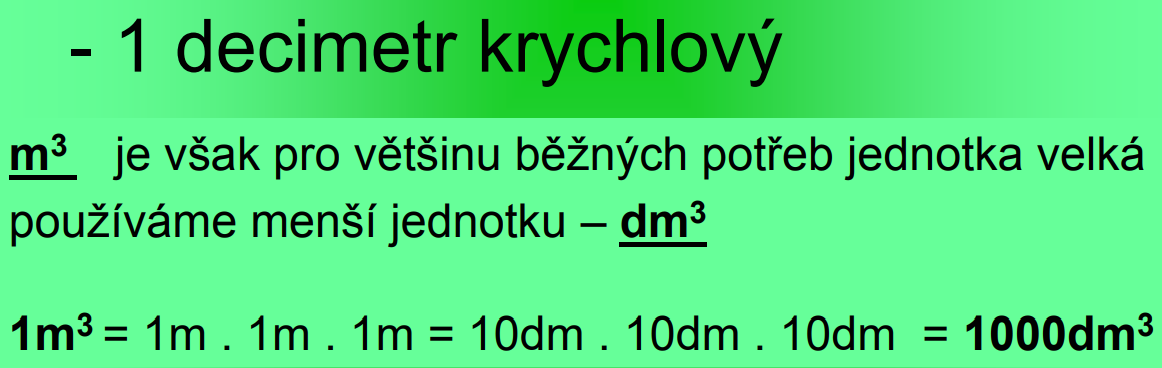 - 1 decimetr krychlový
m³ je však pro většinu běžných potřeb jednotka velká
používáme menší jednotku – dm³
1m³ = 1m . 1m . 1m = 10dm . 10dm . 10dm = 1000dm³